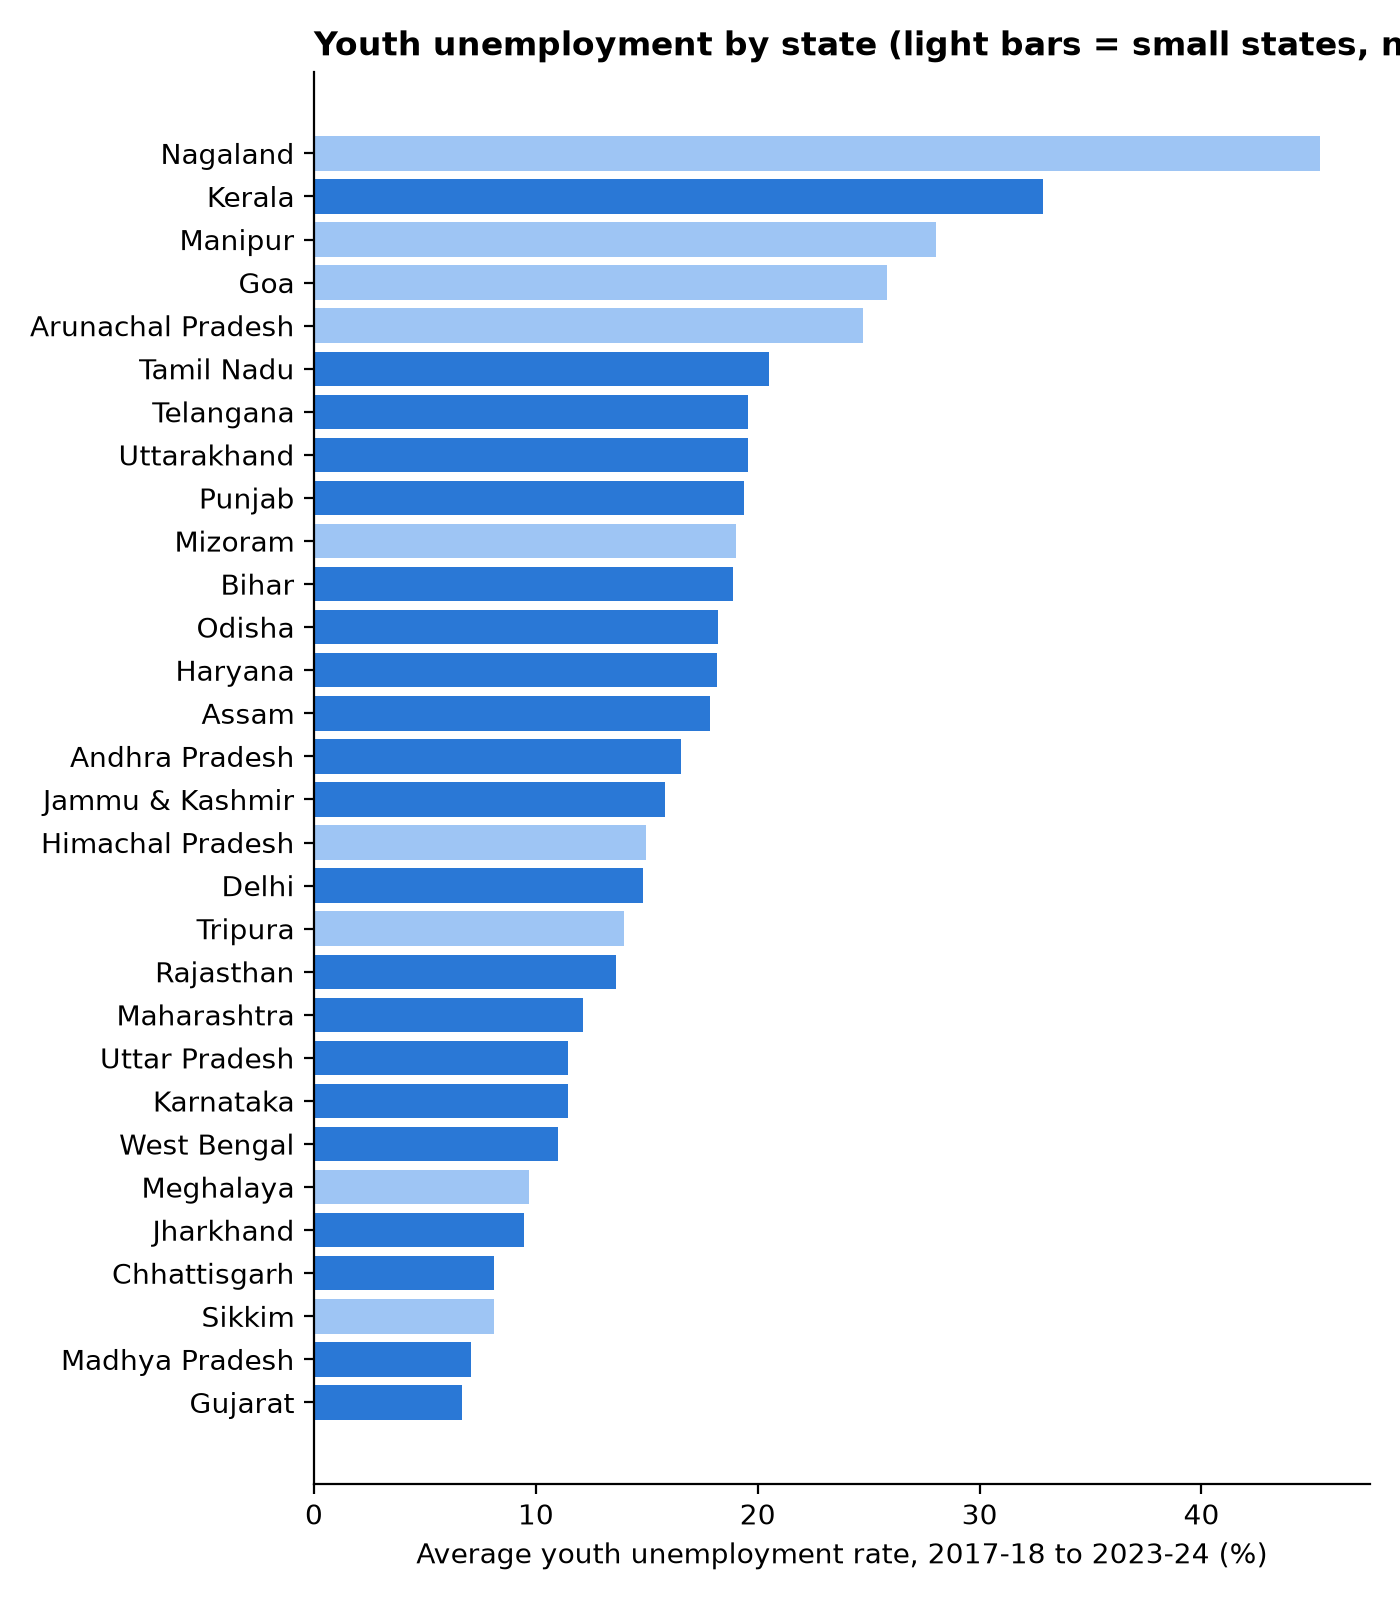 Youth unemployment by state (light bars = small states,
Nagaland
Kerala
Manipur
Goa
Arunachal Pradesh
Tamil Nadu
Telangana
Uttarakhand
Punjab
Mizoram
Bihar
Odisha
Haryana
Assam
Andhra Pradesh
Jammu & Kashmir
Himachal Pradesh
Delhi
Tripura
Rajasthan
Maharashtra
Uttar Pradesh
Karnataka
West Bengal
Meghalaya
Jharkhand
Chhattisgarh
Sikkim
Madhya Pradesh
Gujarat
0 10 20 30 40
Average youth unemployment rate, 2017-18 to 2023-24 (%)